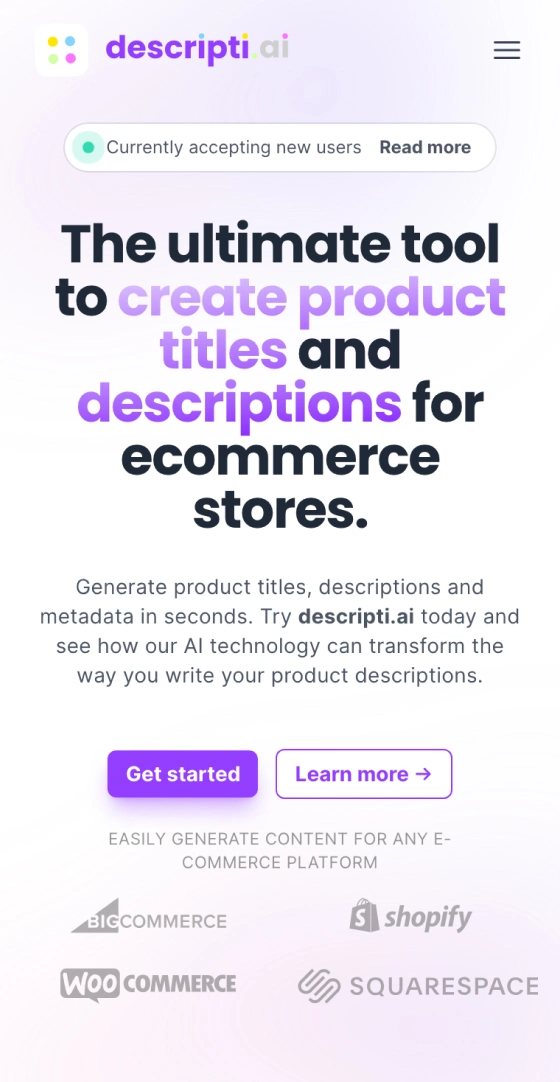 descripti.ai
Currently accepting new users Read more
The ultimate tool
to create product
titles and
descriptions for
ecommerce
stores.
Generate product titles, descriptions and
metadata in seconds. Try descripti.ai today and
see how our AI technology can transform the
way you write your product descriptions.
Get started Learn more →
EASILY GENERATE CONTENT FOR ANY E-
COMMERCE PLATFORM
BIGCOMMERCE shopify
WOO COMMERCE SQUARESPACE